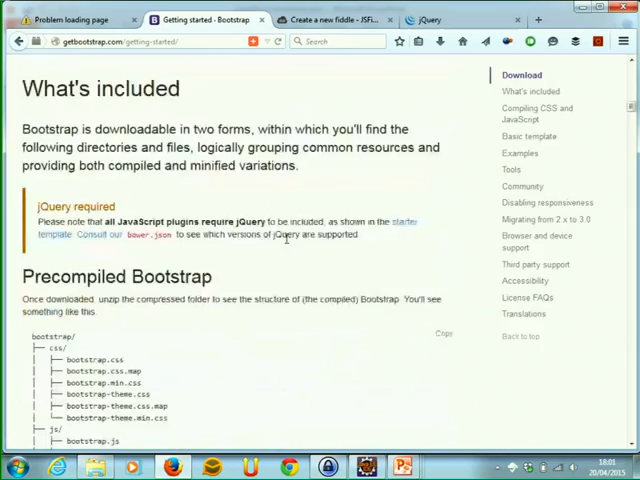 Problem loading page
Getting started · Bootstrap
Create a new fiddle - JSFi...
jQuery
getbootstrap.com/getting-started/
Search
What's included
Bootstrap is downloadable in two forms, within which you'll find the
following directories and files, logically grouping common resources and
providing both compiled and minified variations.
jQuery required
Please note that all JavaScript plugins require jQuery to be included, as shown in the starter
template. Consult our bower.json to see which versions of jQuery are supported.
Precompiled Bootstrap
Once downloaded, unzip the compressed folder to see the structure of (the compiled) Bootstrap. You'll see
something like this:
Copy
bootstrap/
├── css/
│ ├── bootstrap.css
│ ├── bootstrap.css.map
│ ├── bootstrap.min.css
│ ├── bootstrap-theme.css
│ ├── bootstrap-theme.css.map
│ └── bootstrap-theme.min.css
├── js/
│ ├── bootstrap.js
Download
What's included
Compiling CSS and
JavaScript
Basic template
Examples
Tools
Community
Disabling responsiveness
Migrating from 2.x to 3.0
Browser and device
support
Third party support
Accessibility
License FAQs
Translations
Back to top
18:01
20/04/2015